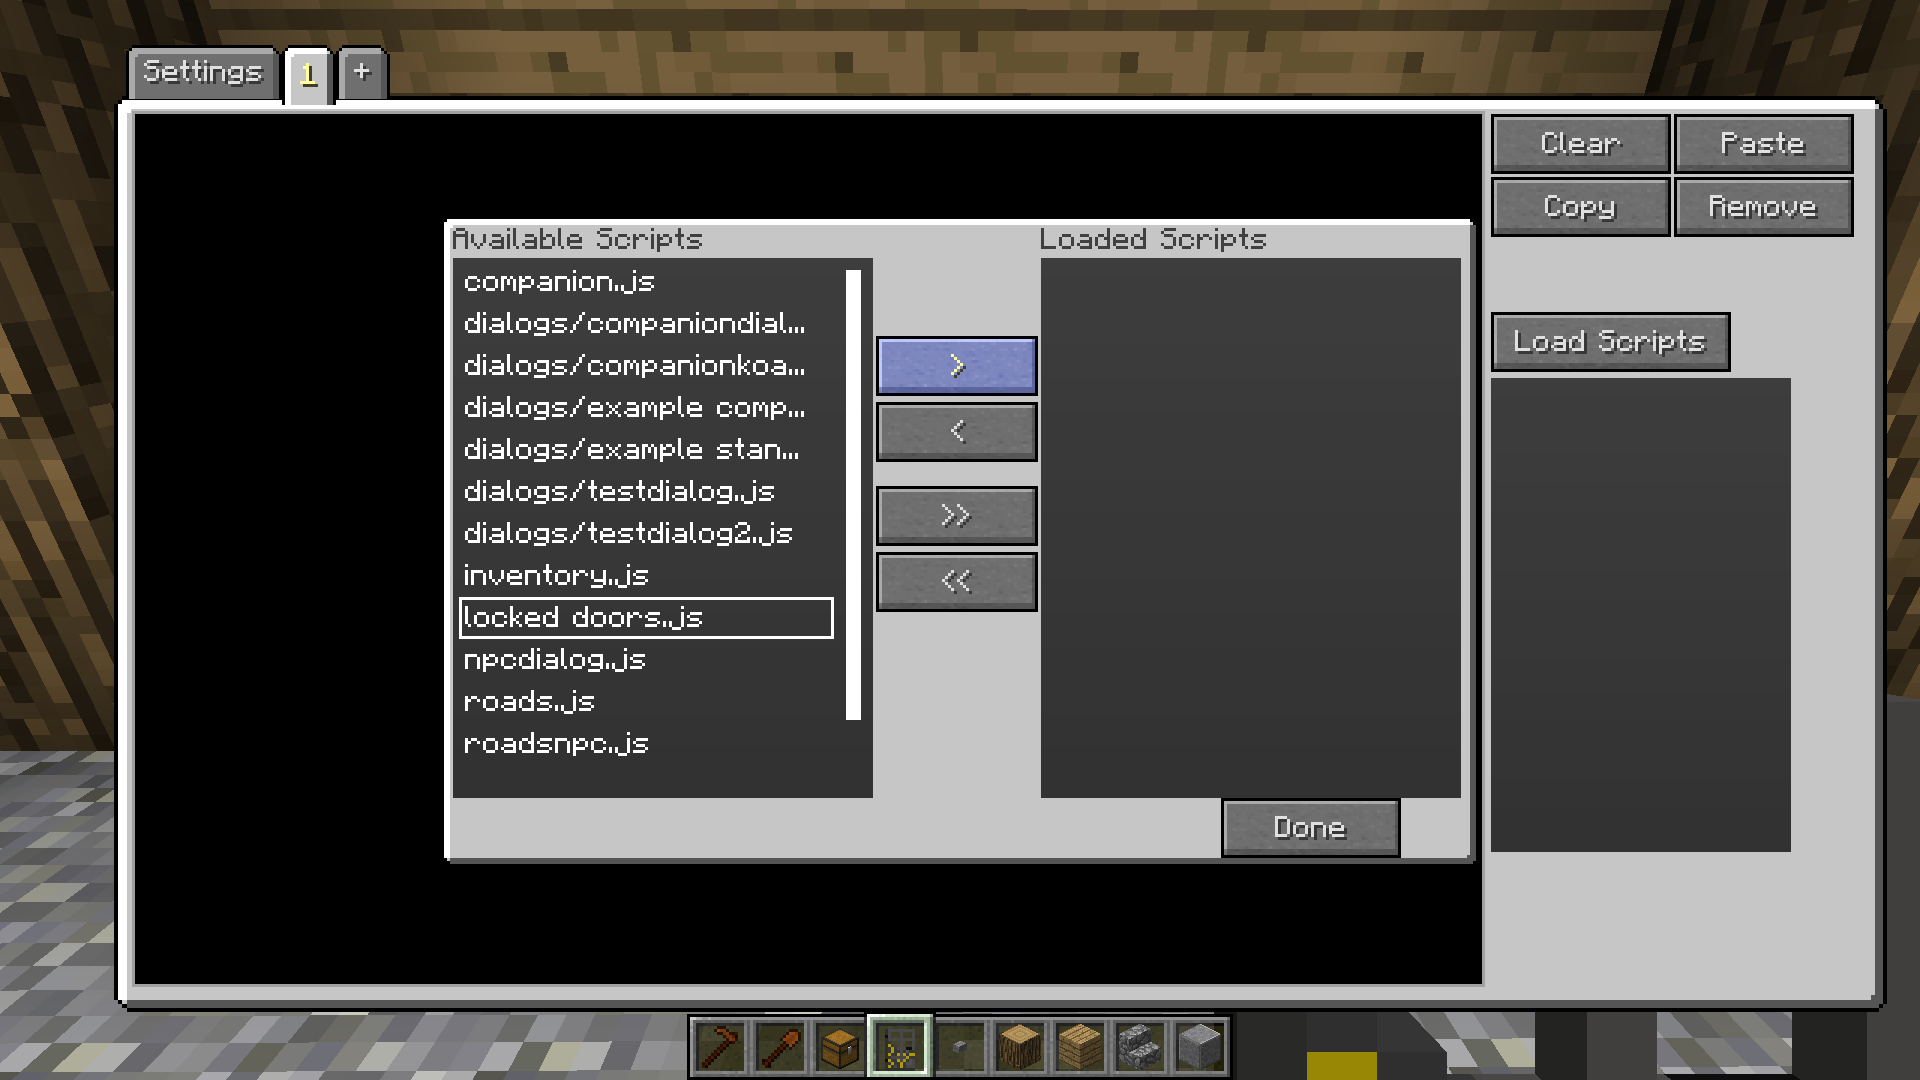 Settings 1 +
Clear Paste
Copy Remove
Available Scripts Loaded Scripts
companion.js
dialogs/companiondial...
dialogs/companionkoa...
dialogs/example comp...
dialogs/example stan...
dialogs/testdialog.js
dialogs/testdialog2.js
inventory.js
locked doors.js
npcdialog.js
roads.js
roadsnpc.js
>
<
>>
<<
Done
Load Scripts